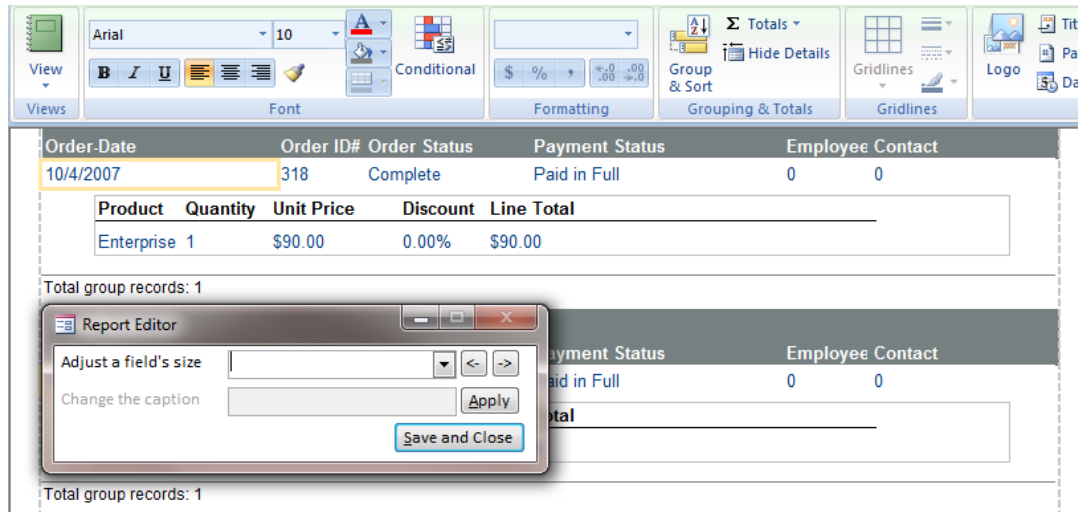 Arial 10 Σ Totals Tit
Hide Details Pa
View B I U Conditional $ % , .00 Group & Sort Gridlines Logo Da
Views Font Formatting Grouping & Totals Gridlines
Order-Date Order ID# Order Status Payment Status Employee Contact
10/4/2007 318 Complete Paid in Full 0 0
Product Quantity Unit Price Discount Line Total
Enterprise 1 $90.00 0.00% $90.00
Total group records: 1
Report Editor
Adjust a field's size <- ->
Change the caption Apply
Save and Close
ayment Status Employee Contact
aid in Full 0 0
otal
Total group records: 1